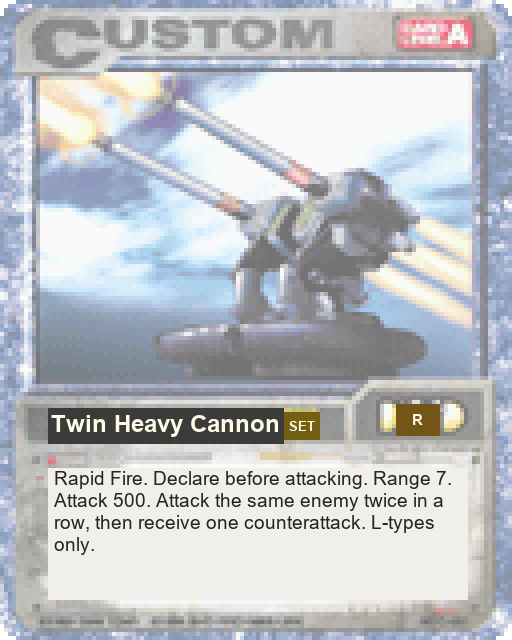 CUSTOM
A
Twin Heavy Cannon SET
R
Rapid Fire. Declare before attacking. Range 7.
Attack 500. Attack the same enemy twice in a
row, then receive one counterattack. L-types
only.